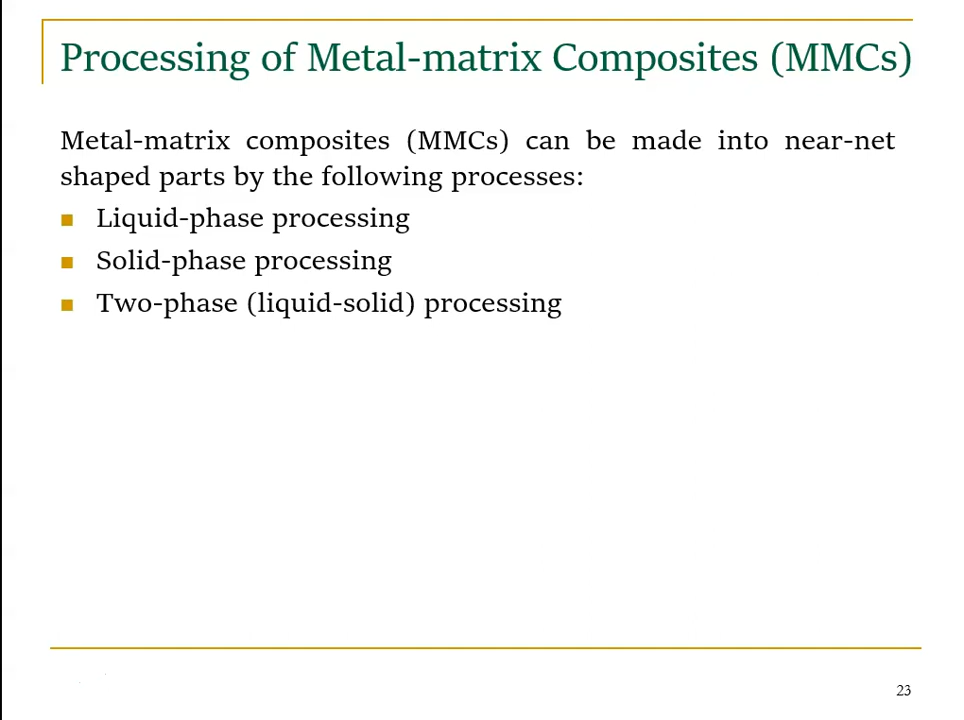 Processing of Metal-matrix Composites (MMCs)
Metal-matrix composites (MMCs) can be made into near-net
shaped parts by the following processes:
Liquid-phase processing
Solid-phase processing
Two-phase (liquid-solid) processing
23